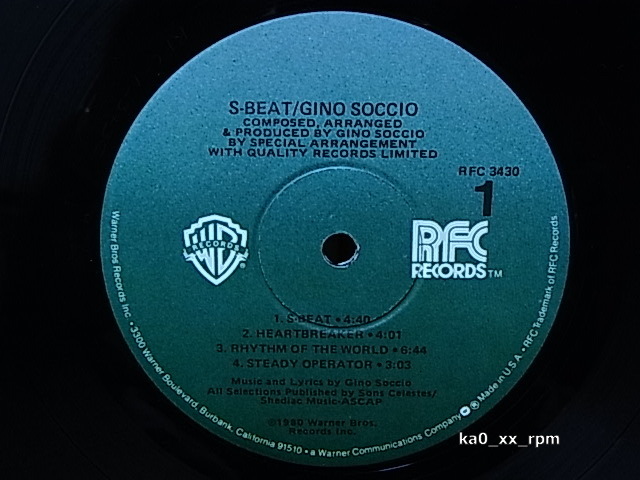 S-BEAT/GINO SOCCIO
COMPOSED, ARRANGED
& PRODUCED BY GINO SOCCIO
BY SPECIAL ARRANGEMENT
WITH QUALITY RECORDS LIMITED
RFC 3430
1
WB RECORDS ®
RFC
RECORDS™
1. S-BEAT • 4:40
2. HEARTBREAKER • 4:01
3. RHYTHM OF THE WORLD • 6:44
4. STEADY OPERATOR • 3:03
Music and Lyrics by Gino Soccio
All Selections Published by Sons Celestes/
Shediac Music-ASCAP
©1980 Warner Bros.
Records Inc.
Warner Bros Records Inc. • 3300 Warner Boulevard, Burbank, California 91510 • a Warner Communications Company ® Made in U.S.A. • RFC Trademark of RFC Records
ka0_xx_rpm